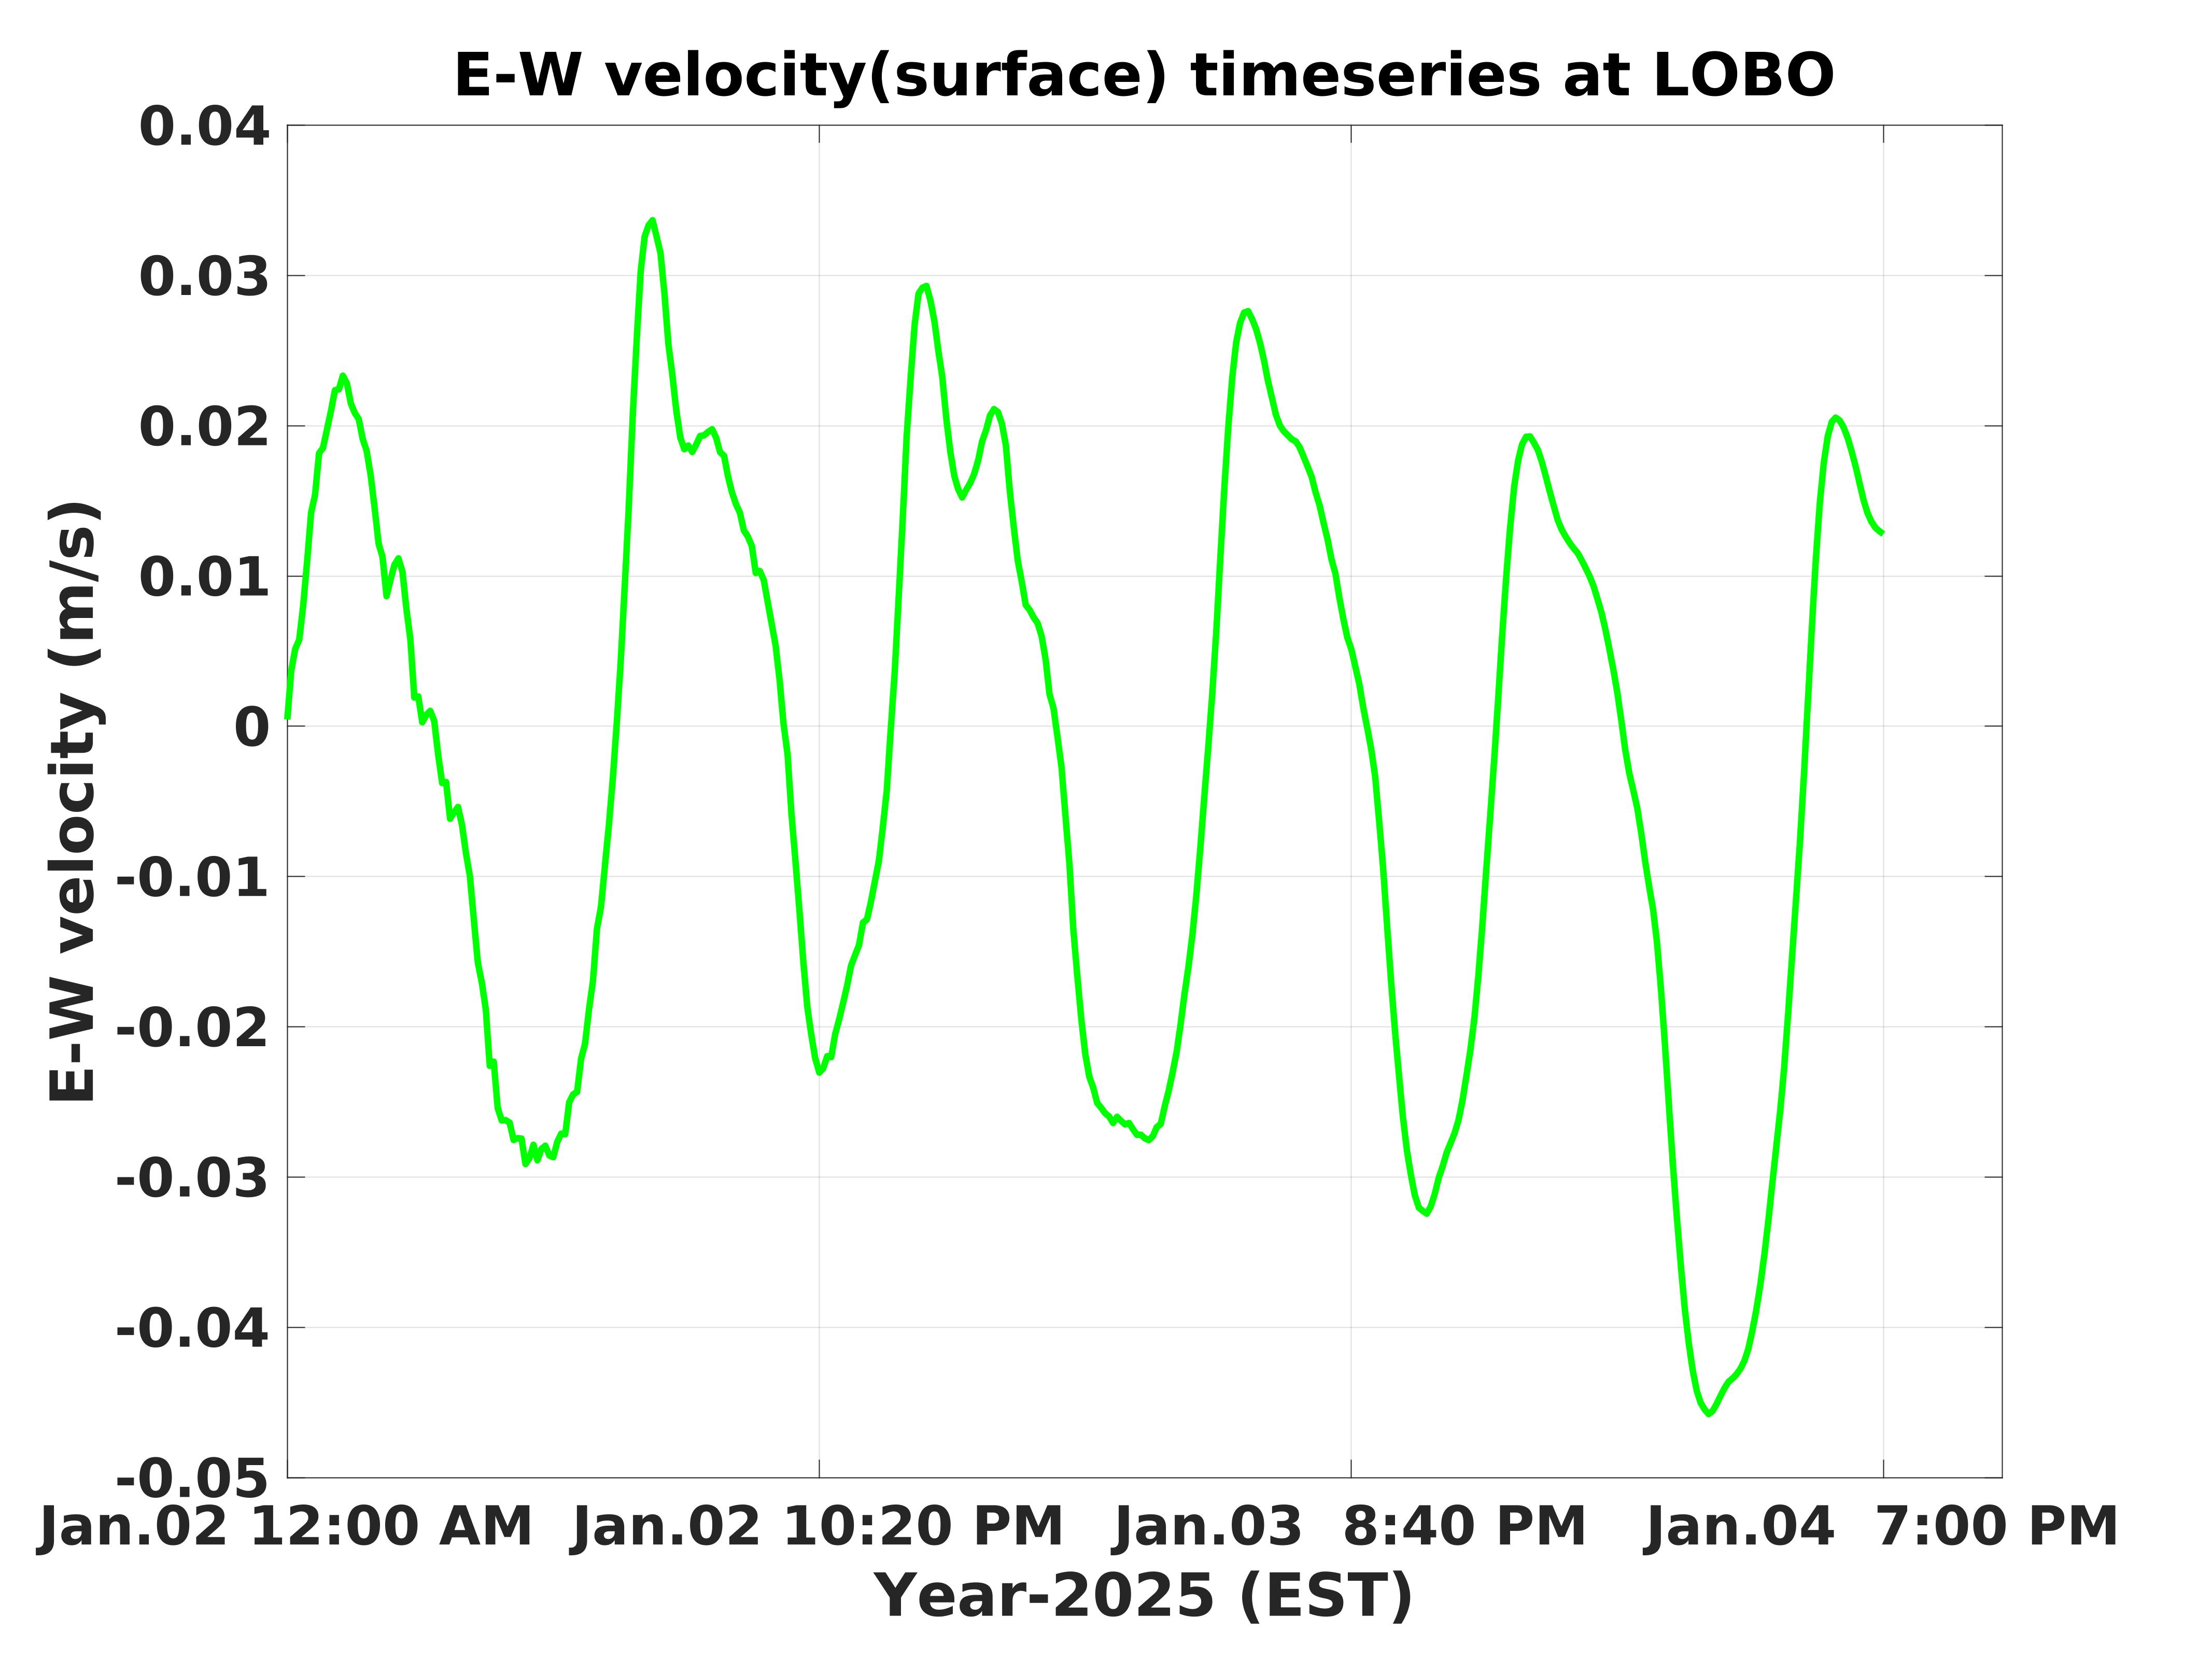 E-W velocity(surface) timeseries at LOBO
E-W velocity (m/s)
0.04
0.03
0.02
0.01
0
-0.01
-0.02
-0.03
-0.04
-0.05
Jan.02 12:00 AM Jan.02 10:20 PM Jan.03 8:40 PM Jan.04 7:00 PM
Year-2025 (EST)